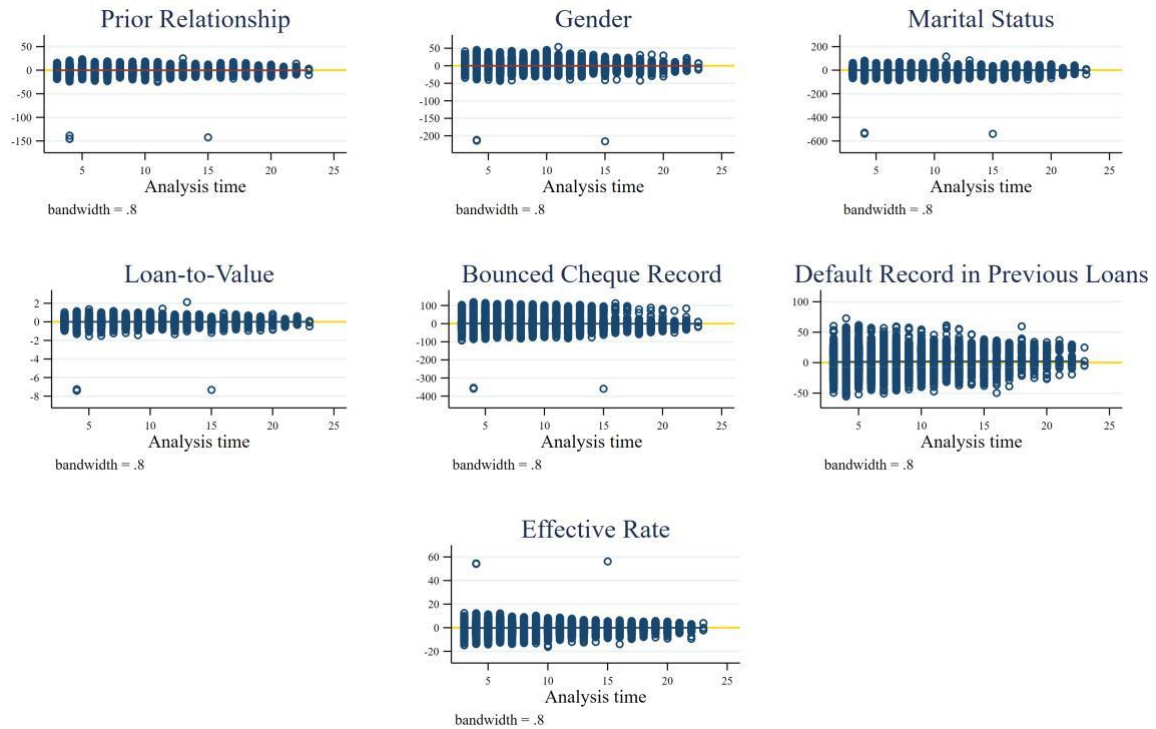 Prior Relationship
50
0
-50
-100
-150
5 10 15 20 25
Analysis time
bandwidth = .8
Gender
50
0
-50
-100
-150
-200
5 10 15 20 25
Analysis time
bandwidth = .8
Marital Status
200
0
-200
-400
-600
5 10 15 20 25
Analysis time
bandwidth = .8
Loan-to-Value
2
0
-2
-4
-6
-8
5 10 15 20 25
Analysis time
bandwidth = .8
Bounced Cheque Record
100
0
-100
-200
-300
-400
5 10 15 20 25
Analysis time
bandwidth = .8
Default Record in Previous Loans
100
50
0
-50
5 10 15 20 25
Analysis time
bandwidth = .8
Effective Rate
60
40
20
0
-20
5 10 15 20 25
Analysis time
bandwidth = .8